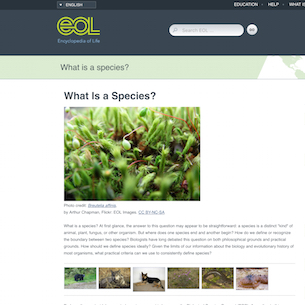 ENGLISH
EDUCATION HELP WHAT IS
eOL
Encyclopedia of Life
Search EOL ...
GO
What is a species?
What Is a Species?
Photo credit:
by Arthur Chapman, Flickr: EOL Images. CC BY-NC-SA
What is a species? At first glance, the answer to this question may appear to be straightforward: a species is a distinct "kind" of
animal, plant, fungus, or other organism. But where does one species end and another begin? How do we define or recognize
the boundary between two species? Biologists have long debated this question on both philosophical grounds and practical
grounds. How should we define species ideally? Given the limits of our information about the biology and evolutionary history of
most organisms, what practical criteria can we use to consistently define species?